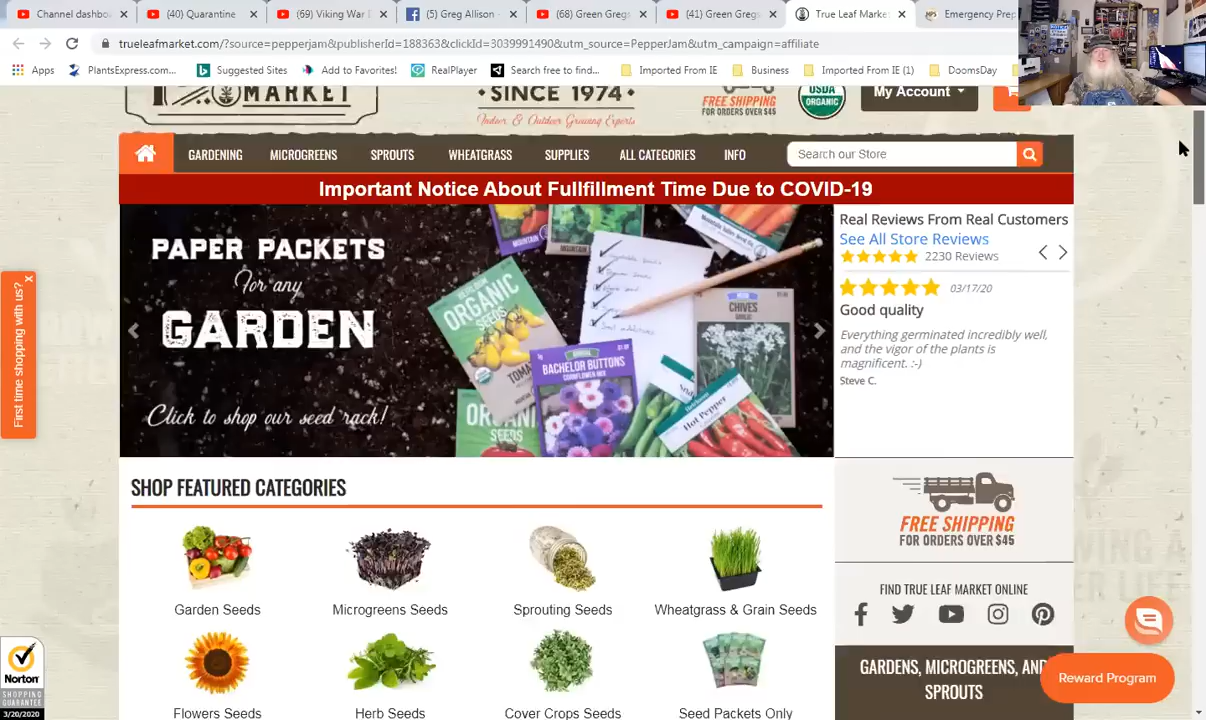 Channel dashbo
(40) Quarantine
(69) Viking War
(5) Greg Allison -
(68) Green Greg
(41) Green Greg
True Leaf Marke
Emergency Prep
trueleafmarket.com/?source=pepperjam&publisherId=188363&clickId=3039991490&utm_source=PepperJam&utm_campaign=affiliate
Apps
PlantsExpress.com...
Suggested Sites
Add to Favorites!
RealPlayer
Search free to find...
Imported From IE
Business
Imported From IE (1)
DoomsDay
MARKET
SINCE 1974
Indoor & Outdoor Growing Experts
FREE SHIPPING
FOR ORDERS OVER $45
USDA
ORGANIC
My Account
GARDENING
MICROGREENS
SPROUTS
WHEATGRASS
SUPPLIES
ALL CATEGORIES
INFO
Search our Store
Important Notice About Fullfillment Time Due to COVID-19
PAPER PACKETS
For any
GARDEN
Click to shop our seed rack!
ORGANIC
SEEDS
TOMA
BACHELOR BUTTONS
CORNFLOWER MIX
CHIVES
GARLIC
Hot Pepper
ORGANIC
SEEDS
Real Reviews From Real Customers
See All Store Reviews
2230 Reviews
03/17/20
Good quality
Everything germinated incredibly well,
and the vigor of the plants is
magnificent. :-)
Steve C.
First time shopping with us?
X
SHOP FEATURED CATEGORIES
Garden Seeds
Microgreens Seeds
Sprouting Seeds
Wheatgrass & Grain Seeds
Flowers Seeds
Herb Seeds
Cover Crops Seeds
Seed Packets Only
FREE SHIPPING
FOR ORDERS OVER $45
FIND TRUE LEAF MARKET ONLINE
GARDENS, MICROGREENS, AND
SPROUTS
Reward Program
Norton
SHOPPING
GUARANTEE
3/20/2020